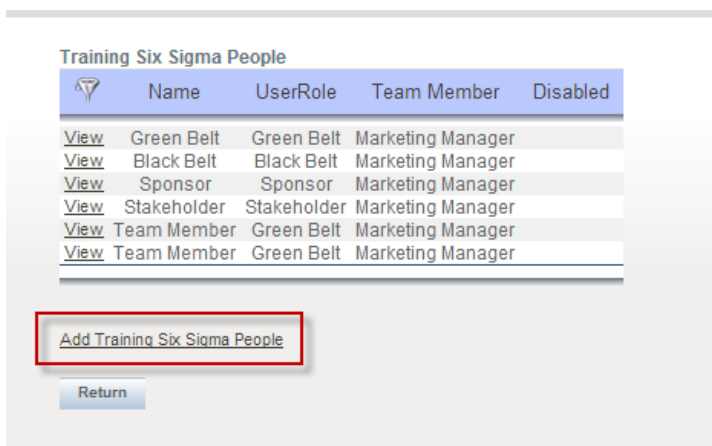 Training Six Sigma People
Name UserRole Team Member Disabled
View Green Belt Green Belt Marketing Manager
View Black Belt Black Belt Marketing Manager
View Sponsor Sponsor Marketing Manager
View Stakeholder Stakeholder Marketing Manager
View Team Member Green Belt Marketing Manager
View Team Member Green Belt Marketing Manager
Add Training Six Sigma People
Return